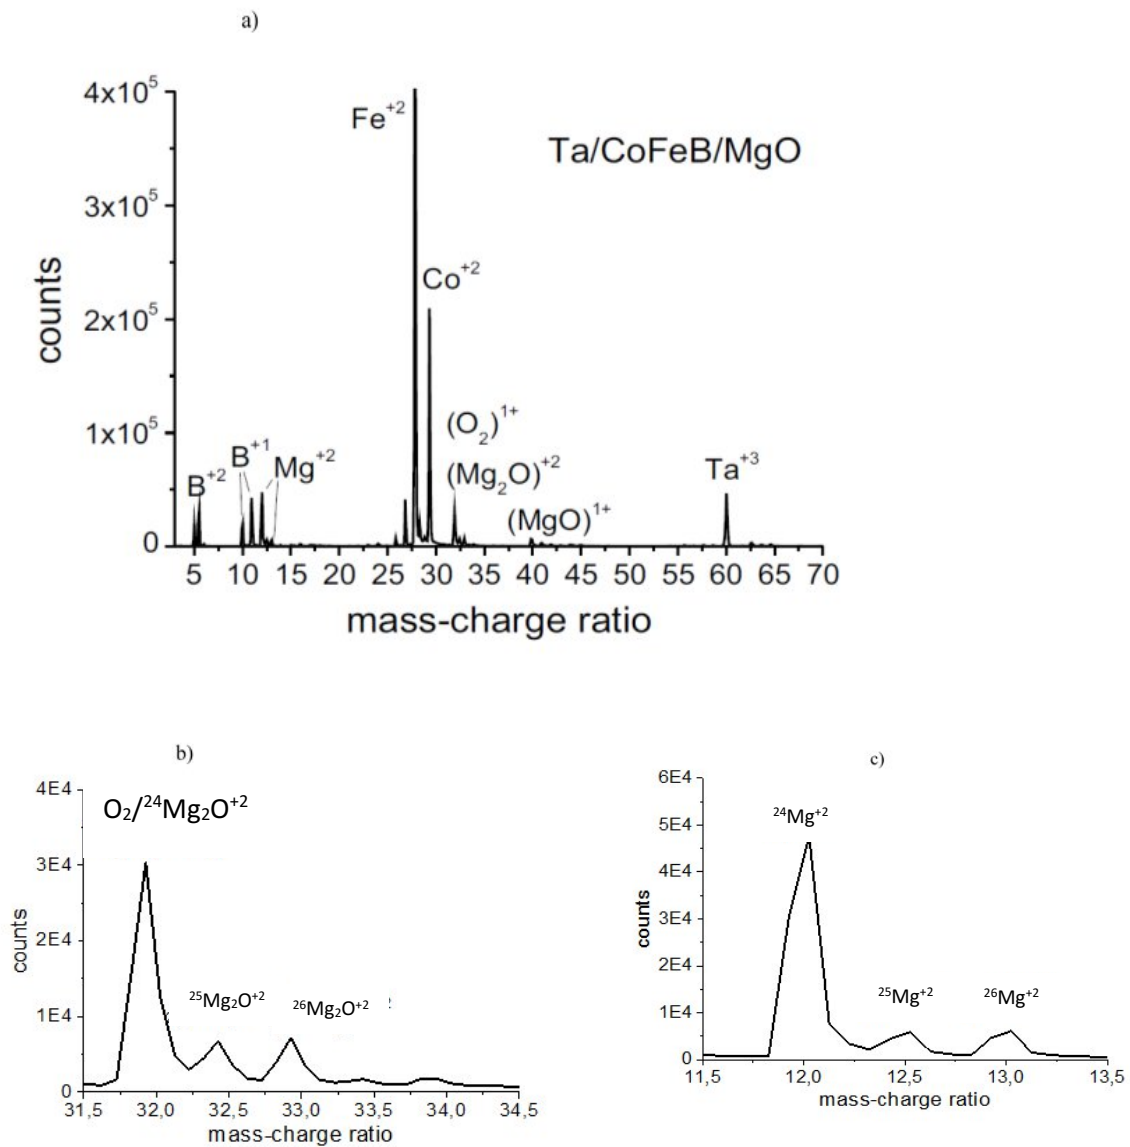 a)
4x10⁵
3x10⁵
2x10⁵
1x10⁵
0
counts
Fe⁺²
Ta/CoFeB/MgO
Co⁺²
(O₂)¹⁺
(Mg₂O)⁺²
(MgO)¹⁺
B⁺²
B⁺¹
Mg⁺²
Ta⁺³
5 10 15 20 25 30 35 40 45 50 55 60 65 70
mass-charge ratio
b)
4E4
3E4
2E4
1E4
0
counts
O₂/²⁴Mg₂O⁺²
²⁵Mg₂O⁺²
²⁶Mg₂O⁺²
31,5 32,0 32,5 33,0 33,5 34,0 34,5
mass-charge ratio
c)
6E4
5E4
4E4
3E4
2E4
1E4
0
counts
²⁴Mg⁺²
²⁵Mg⁺²
²⁶Mg⁺²
11,5 12,0 12,5 13,0 13,5
mass-charge ratio